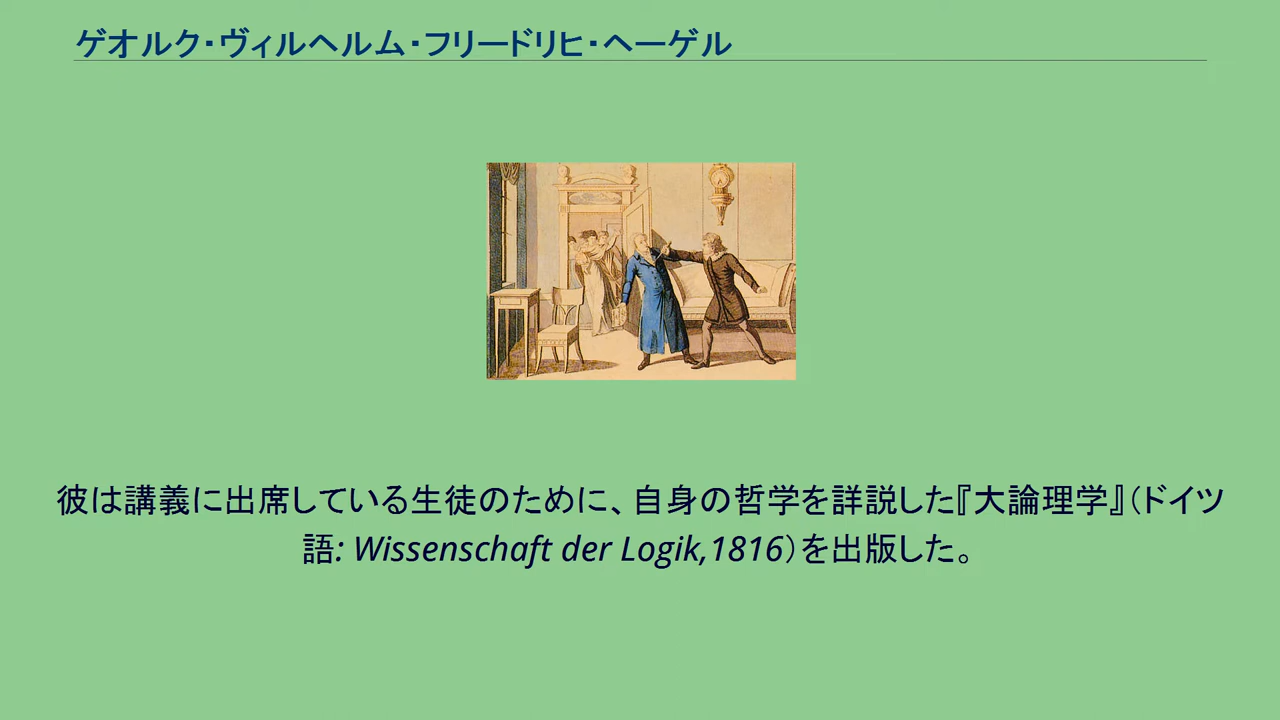 ゲオルク・ヴィルヘルム・フリードリヒ・ヘーゲル
彼は講義に出席している生徒のために、自身の哲学を詳説した『大論理学』（ドイツ
語: Wissenschaft der Logik,1816）を出版した。